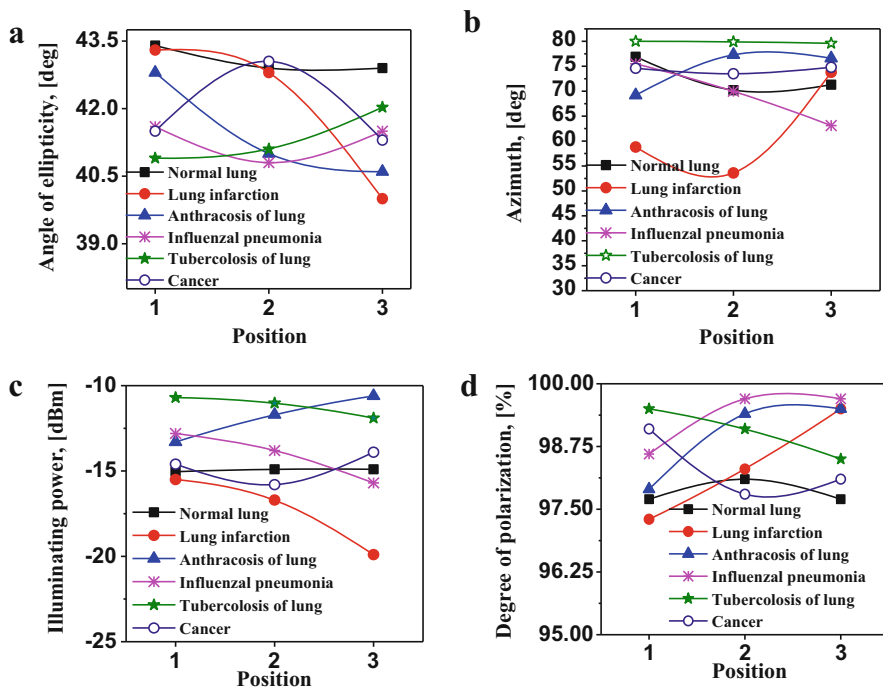 a
Angle of ellipticity, [deg]
43.5
42.0
40.5
39.0
Normal lung
Lung infarction
Anthracosis of lung
Influenzal pneumonia
Tubercolosis of lung
Cancer
1 2 3
Position
b
Azimuth, [deg]
80
75
70
65
60
55
50
45
40
35
30
Normal lung
Lung infarction
Anthracosis of lung
Influenzal pneumonia
Tubercolosis of lung
Cancer
1 2 3
Position
c
Illuminating power, [dBm]
-10
-15
-20
-25
Normal lung
Lung infarction
Anthracosis of lung
Influenzal pneumonia
Tubercolosis of lung
Cancer
1 2 3
Position
d
Degree of polarization, [%]
100.00
98.75
97.50
96.25
95.00
Normal lung
Lung infarction
Anthracosis of lung
Influenzal pneumonia
Tubercolosis of lung
Cancer
1 2 3
Position